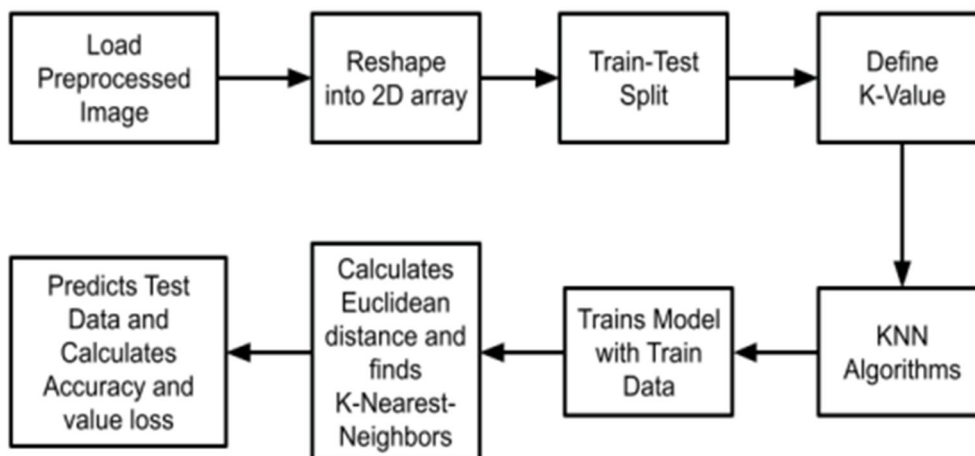 Load
Preprocessed
Image
Reshape
into 2D array
Train-Test
Split
Define
K-Value
KNN
Algorithms
Trains Model
with Train
Data
Calculates
Euclidean
distance and
finds
K-Nearest-
Neighbors
Predicts Test
Data and
Calculates
Accuracy and
value loss